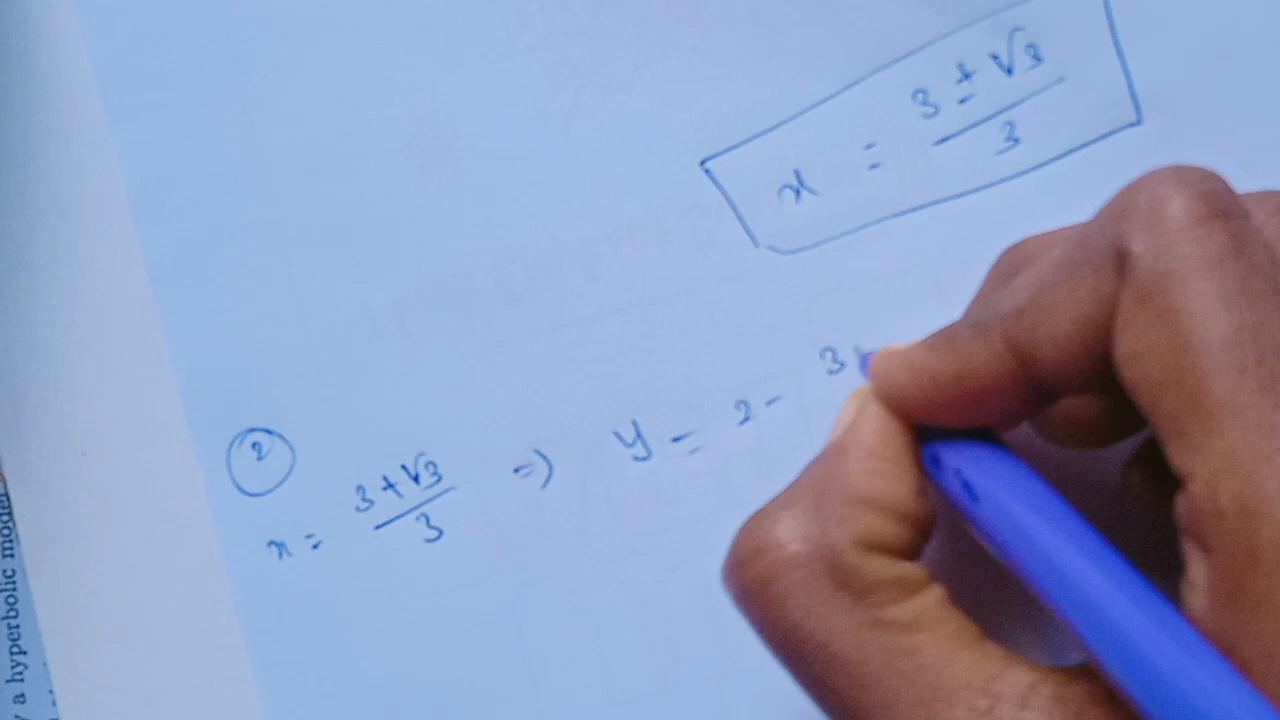 x = 3 ± √3 / 3
②
x = 3 + √3 / 3 ⇒ y = 2 - 3
a hyperbolic model